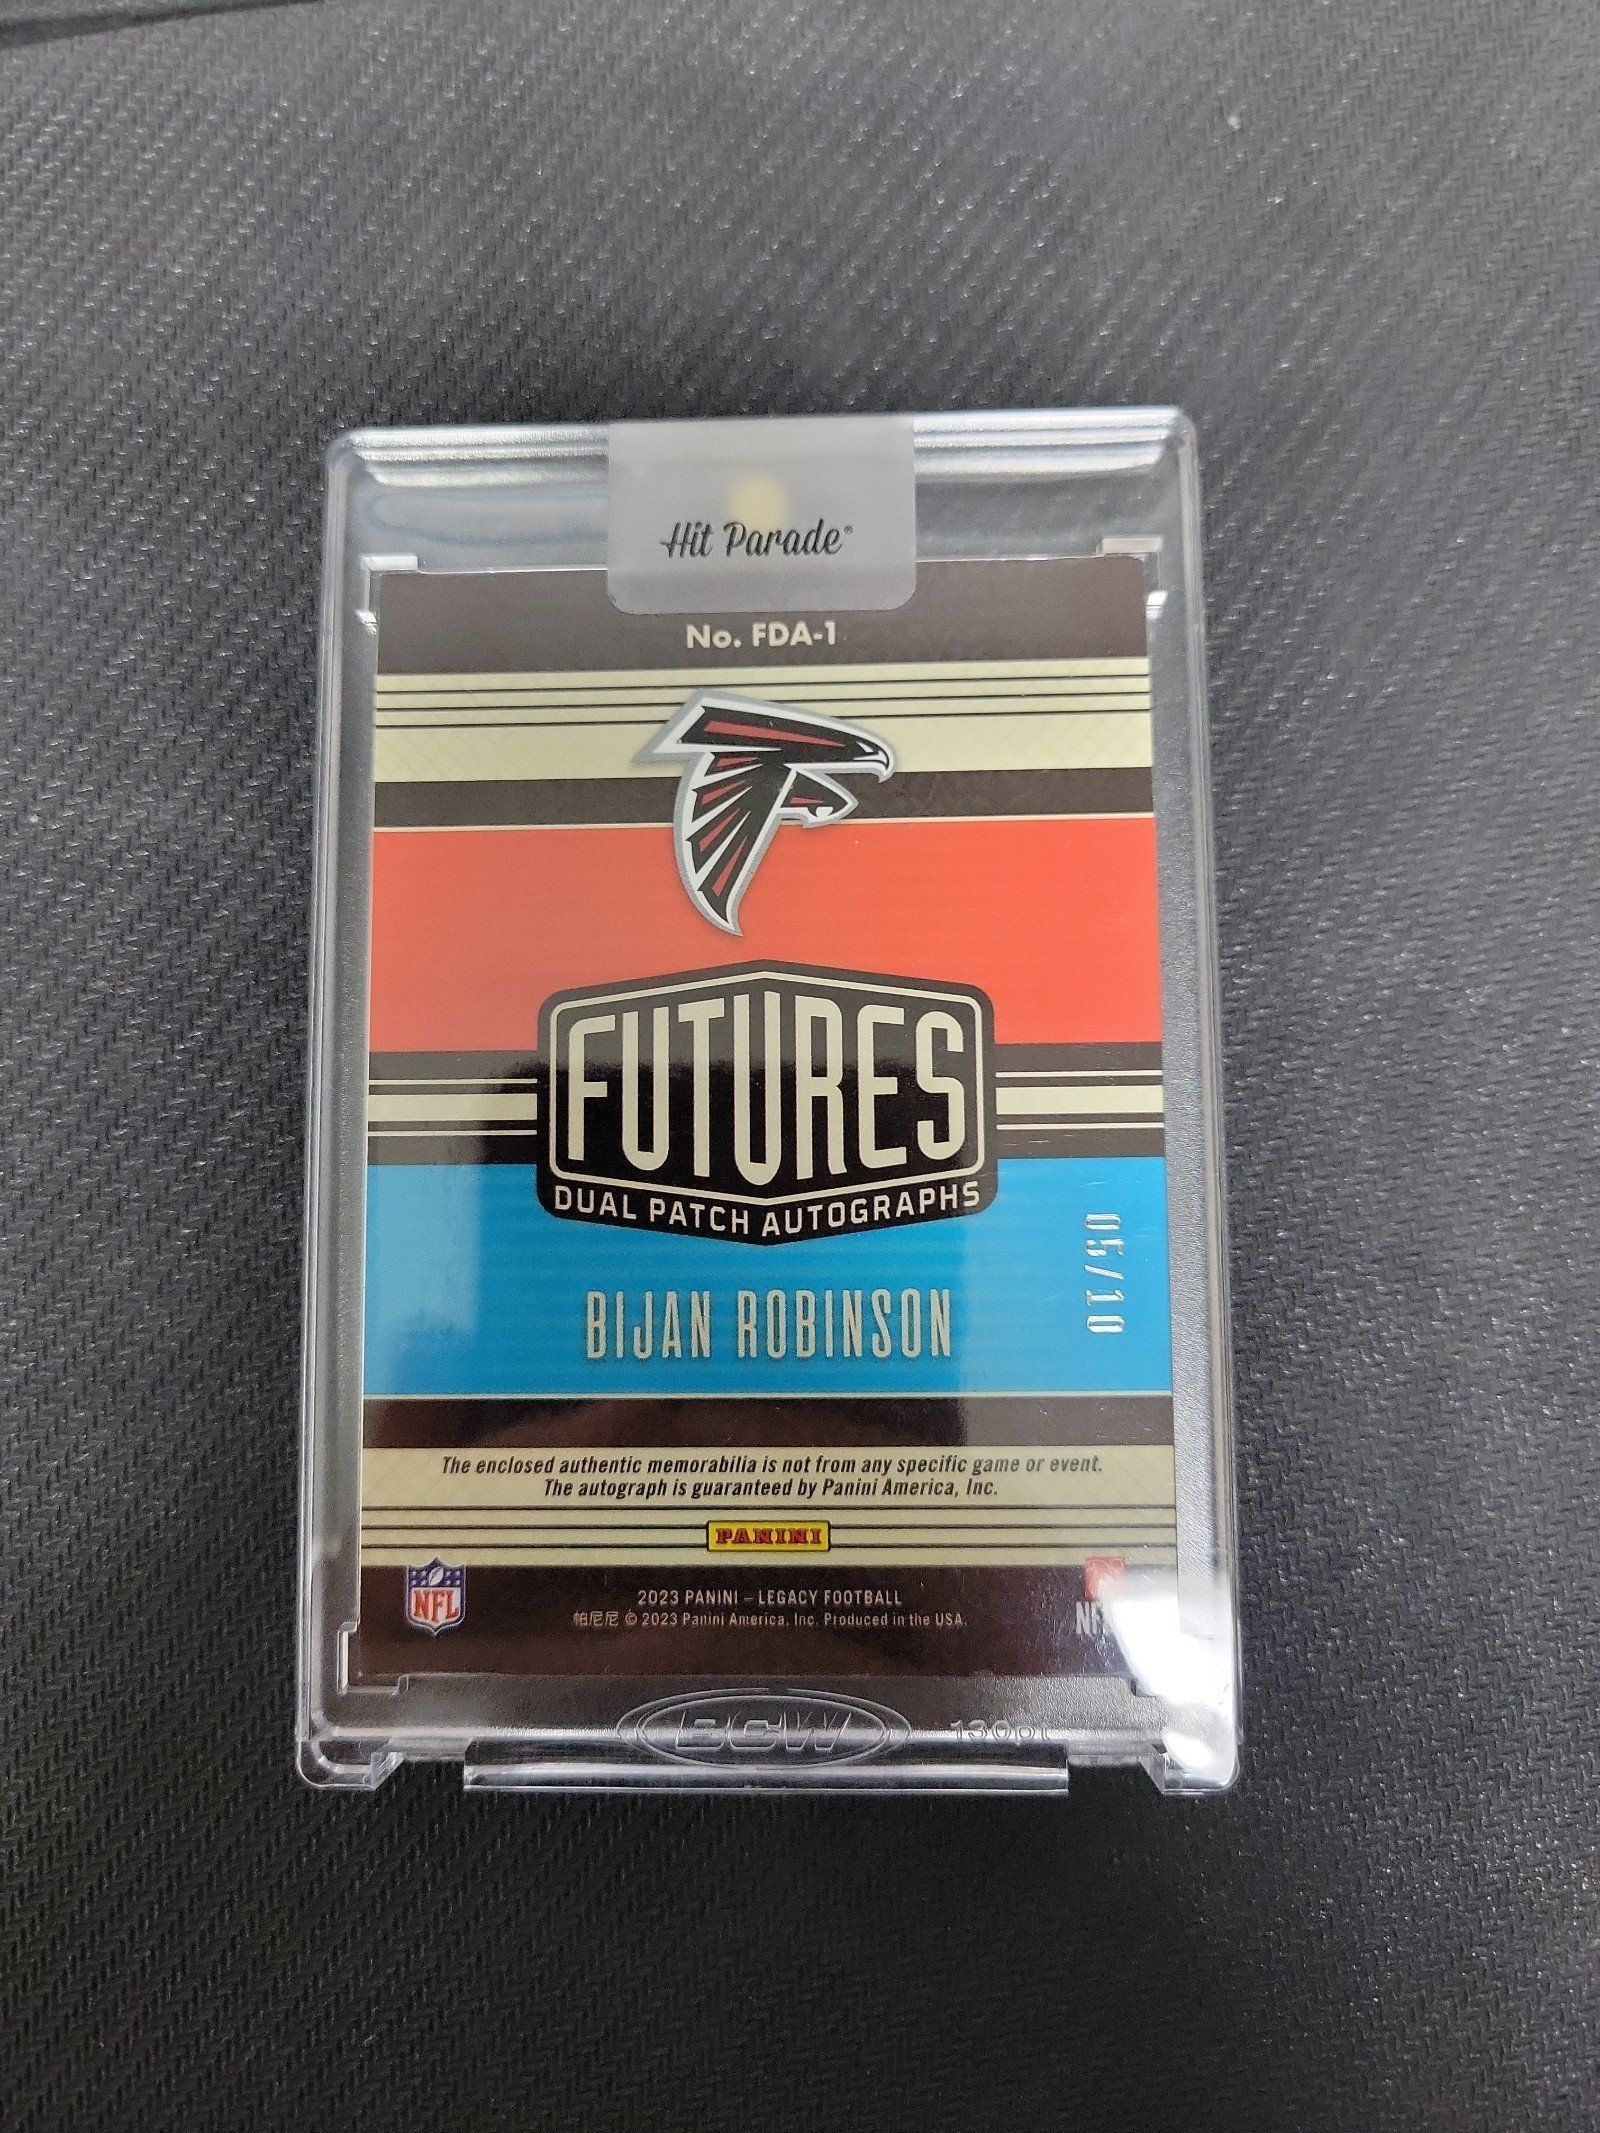 Hit Parade®
No. FDA-1
FUTURES
DUAL PATCH AUTOGRAPHS
05/10
BIJAN ROBINSON
The enclosed authentic memorabilia is not from any specific game or event.
The autograph is guaranteed by Panini America, Inc.
PANINI
NFL
2023 PANINI – LEGACY FOOTBALL
帕尼尼 © 2023 Panini America, Inc. Produced in the USA.
BCW
130pt